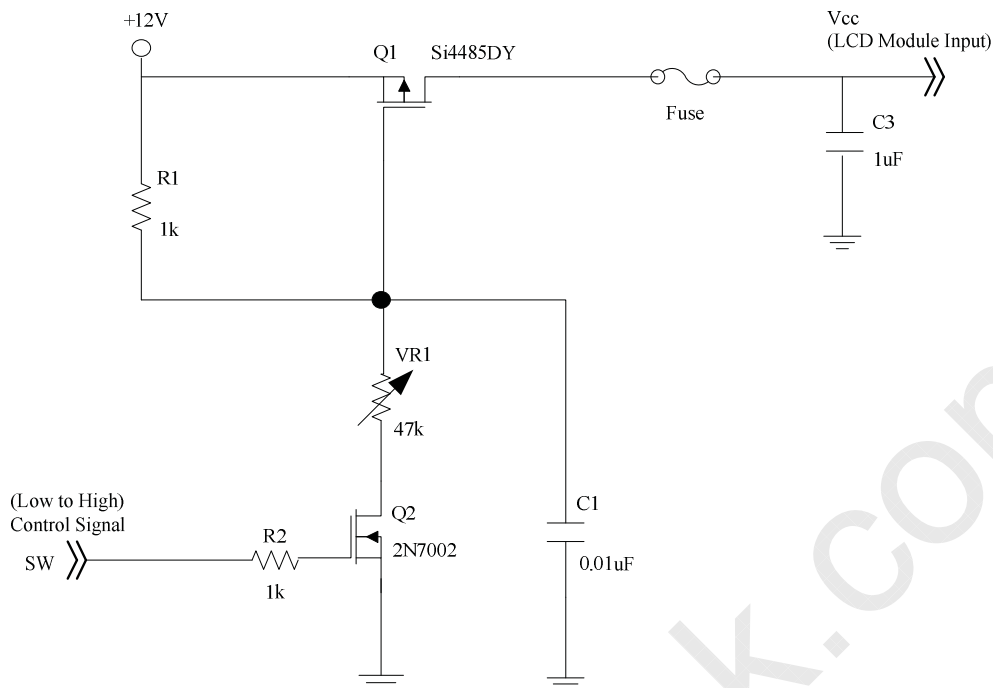 +12V
Q1
Si4485DY
Vcc
(LCD Module Input)
Fuse
C3
1uF
R1
1k
VR1
47k
(Low to High)
Control Signal
SW
R2
1k
Q2
2N7002
C1
0.01uF
k.com